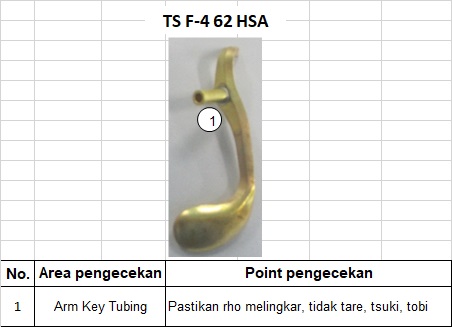 TS F-4 62 HSA
1
No. Area pengecekan Point pengecekan
1 Arm Key Tubing Pastikan rho melingkar, tidak tare, tsuki, tobi